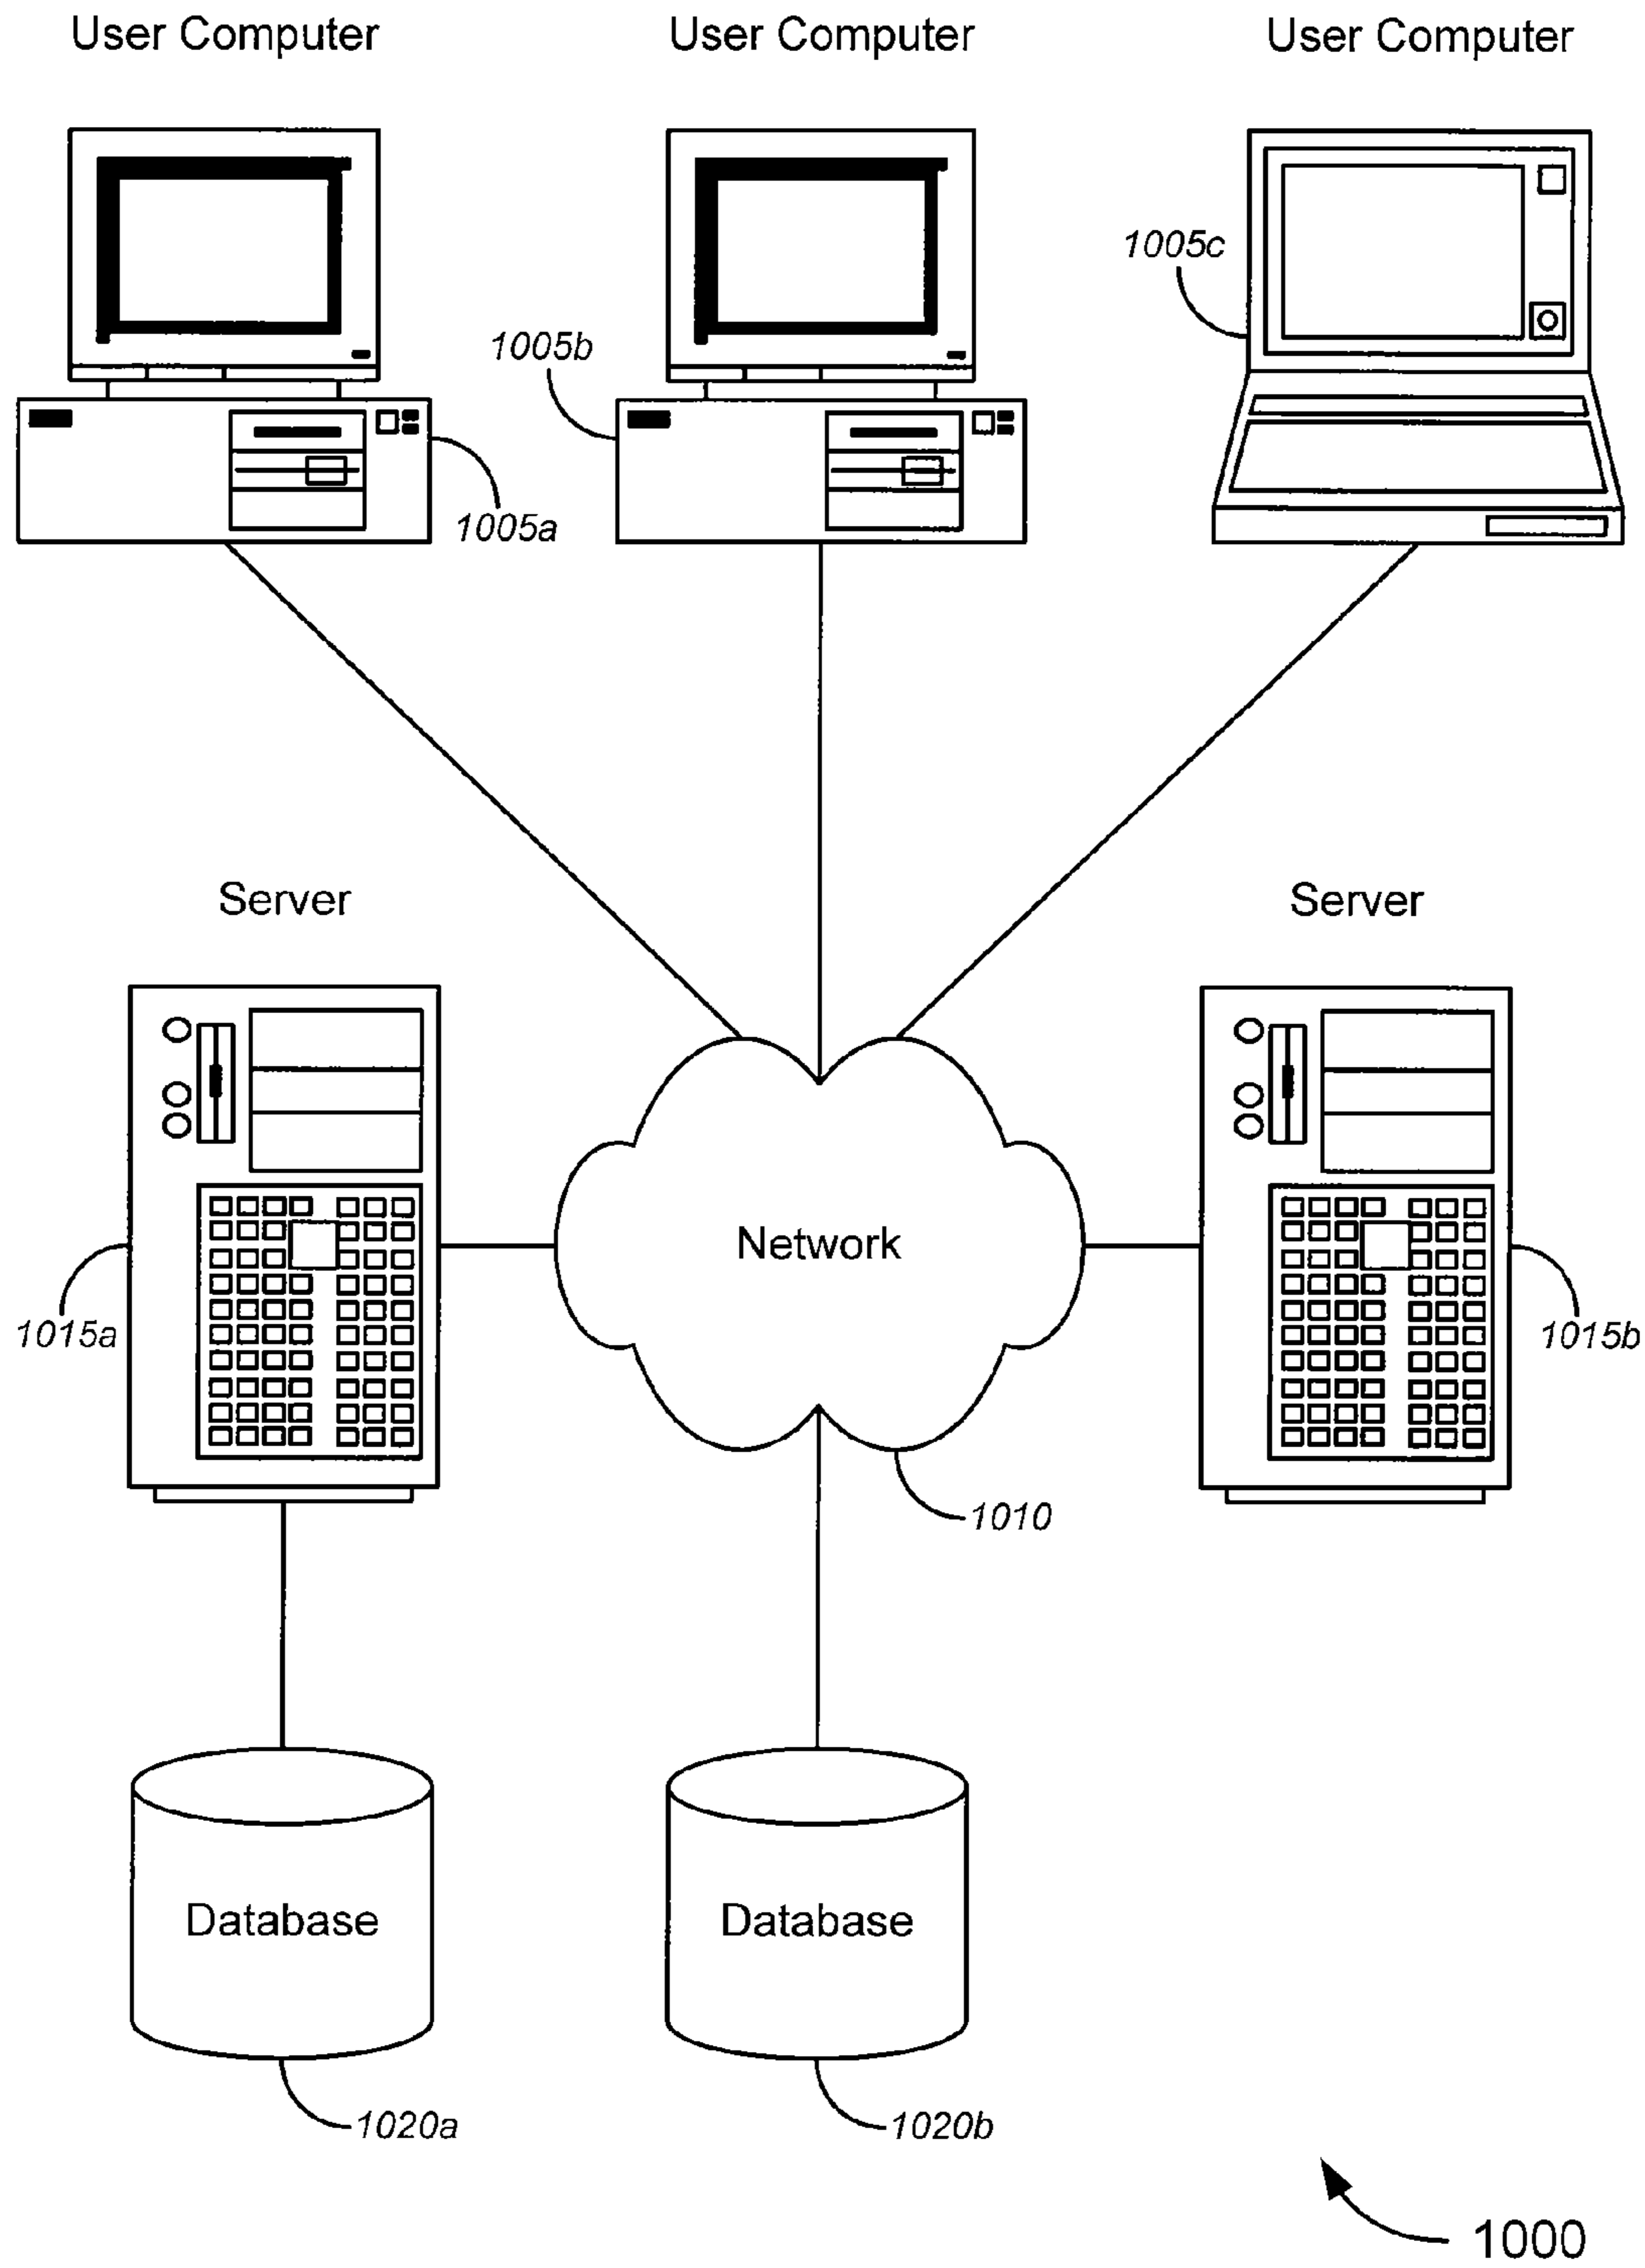 User Computer
User Computer
User Computer
1005c
1005b
1005a
Server
Server
Network
1015a
1015b
1010
Database
Database
1020a
1020b
1000